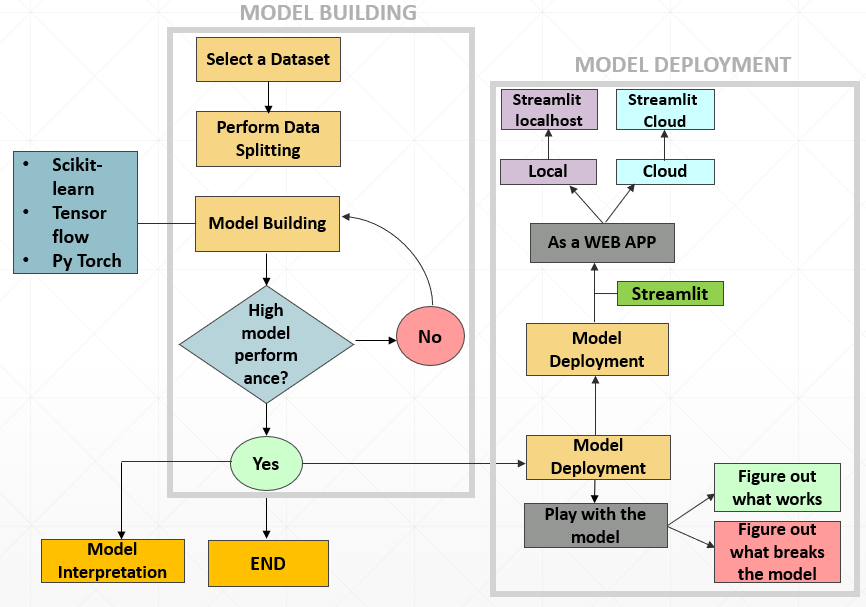 MODEL BUILDING
Select a Dataset
Perform Data
Splitting
• Scikit-
learn
• Tensor
flow
• Py Torch
Model Building
High
model
perform
ance?
No
Yes
Model
Interpretation
END
MODEL DEPLOYMENT
Streamlit
localhost
Streamlit
Cloud
Local
Cloud
As a WEB APP
Streamlit
Model
Deployment
Model
Deployment
Play with the
model
Figure out
what works
Figure out
what breaks
the model